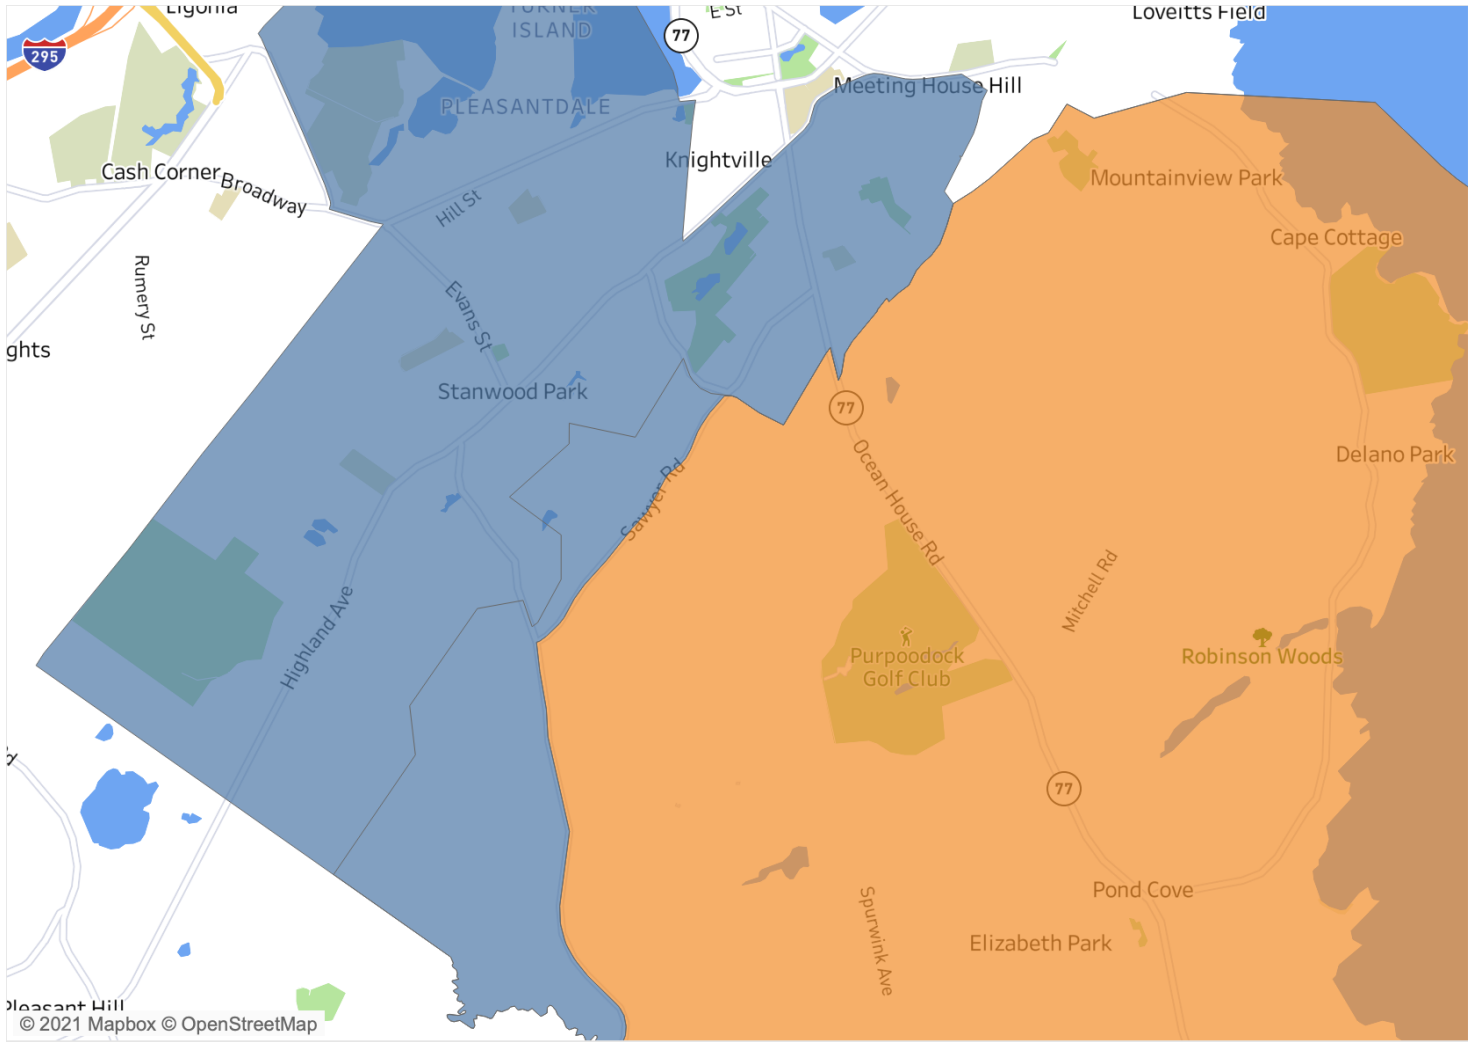 Ligonia
TURNER
ISLAND
77
E St
Loveitts Field
295
PLEASANTDALE
Meeting House Hill
Cash Corner
Broadway
Knightville
Mountainview Park
Hill St
Cape Cottage
Rumery St
Evans St
ghts
Stanwood Park
77
Ocean House Rd
Delano Park
Sawyer Rd
Mitchell Rd
Highland Ave
Purpoodock
Golf Club
Robinson Woods
77
Pond Cove
Spurwink Ave
Elizabeth Park
Pleasant Hill
© 2021 Mapbox © OpenStreetMap